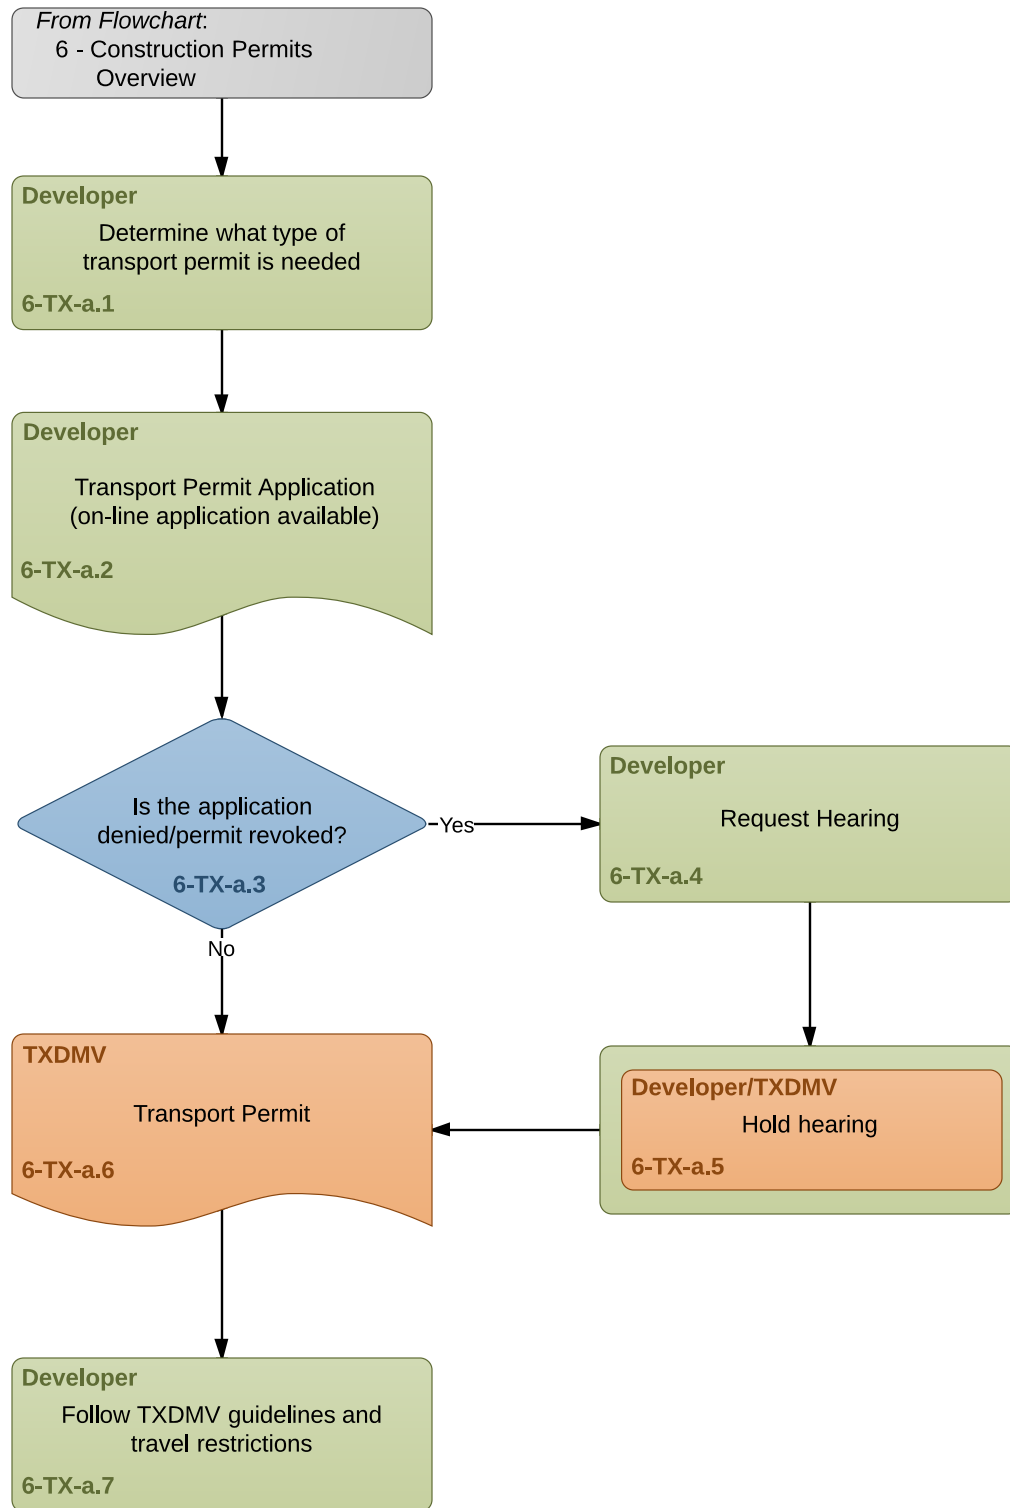 From Flowchart:
6 - Construction Permits
Overview
Developer
Determine what type of
transport permit is needed
6-TX-a.1
Developer
Transport Permit Application
(on-line application available)
6-TX-a.2
Is the application
denied/permit revoked?
6-TX-a.3
Yes
No
Developer
Request Hearing
6-TX-a.4
Developer/TXDMV
Hold hearing
6-TX-a.5
TXDMV
Transport Permit
6-TX-a.6
Developer
Follow TXDMV guidelines and
travel restrictions
6-TX-a.7